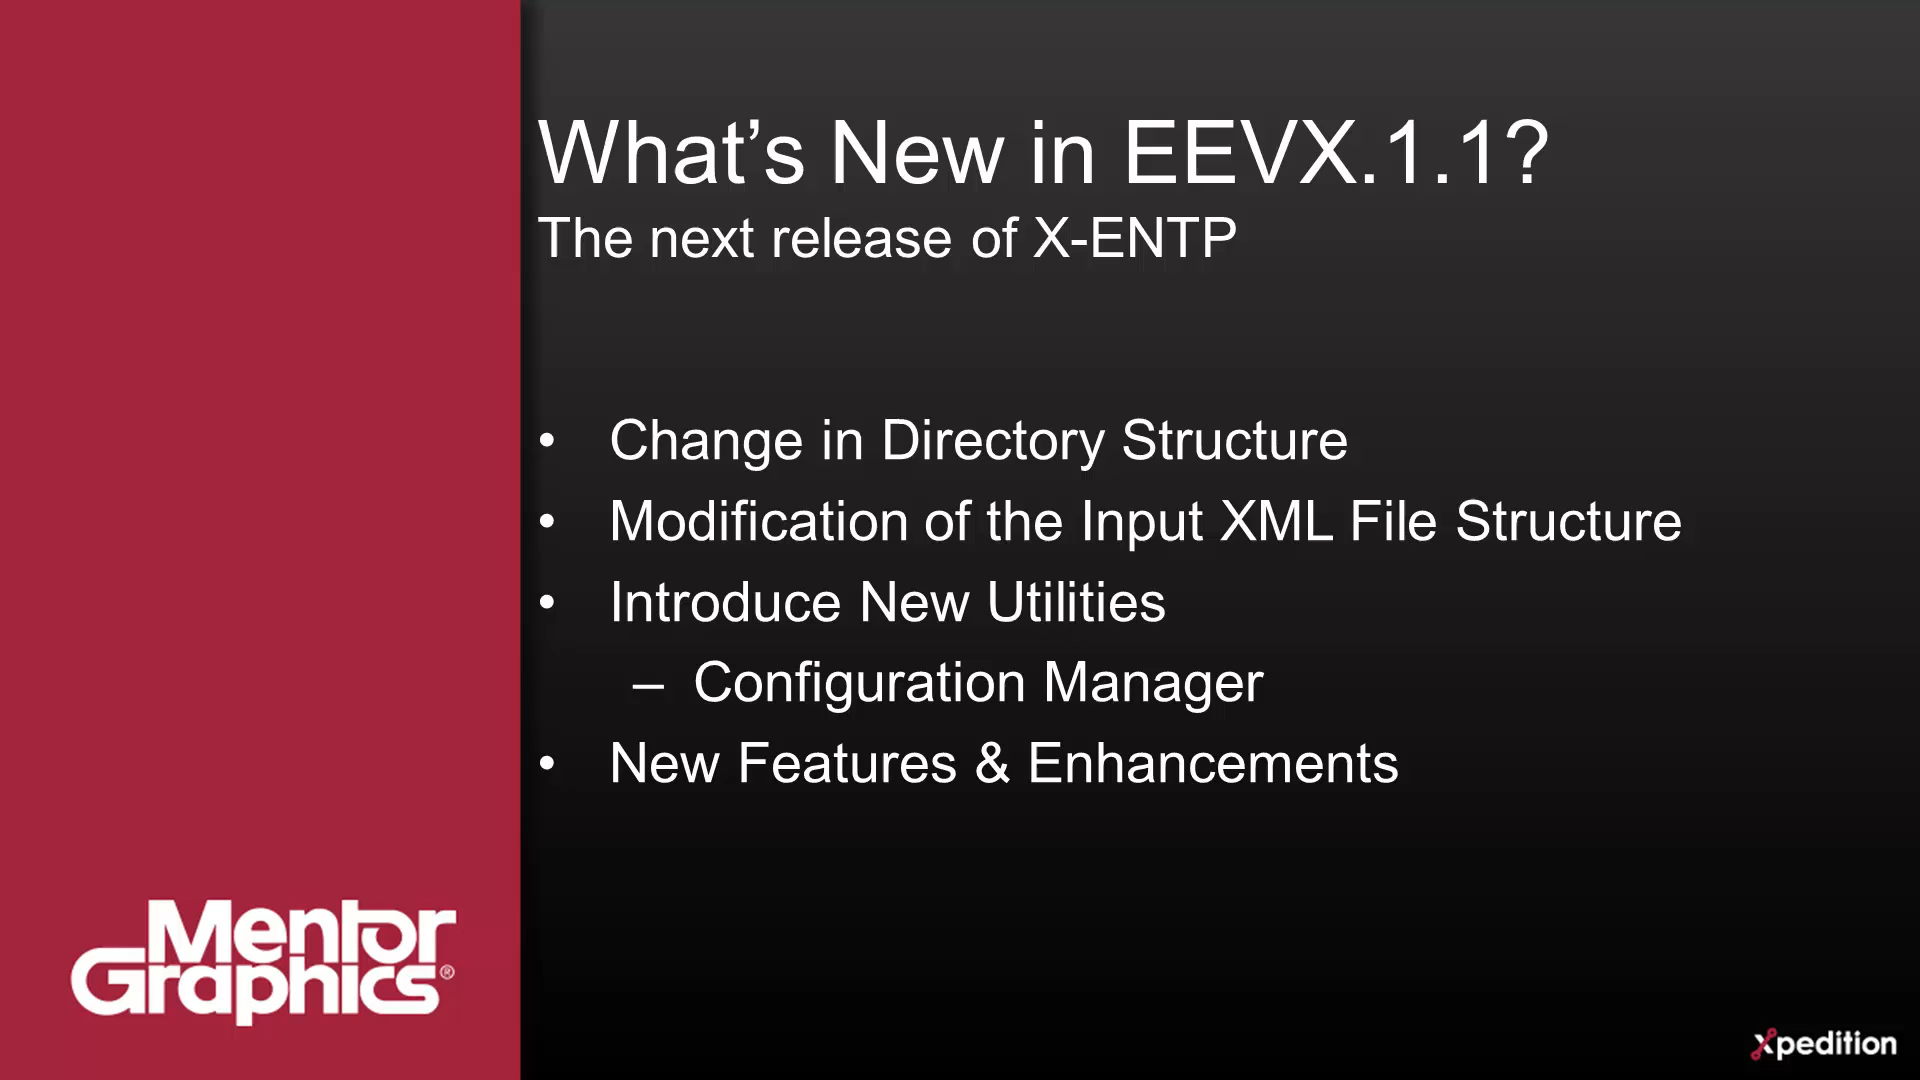 What’s New in EEVX.1.1?
The next release of X-ENTP
• Change in Directory Structure
• Modification of the Input XML File Structure
• Introduce New Utilities
– Configuration Manager
• New Features & Enhancements
Mentor
Graphics®
Xpedition